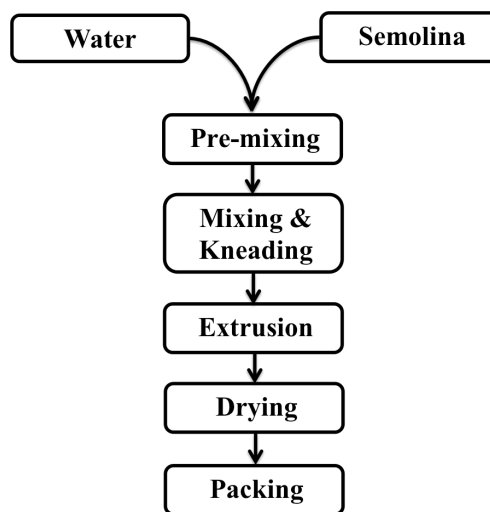 Water
Semolina
Pre-mixing
Mixing &
Kneading
Extrusion
Drying
Packing